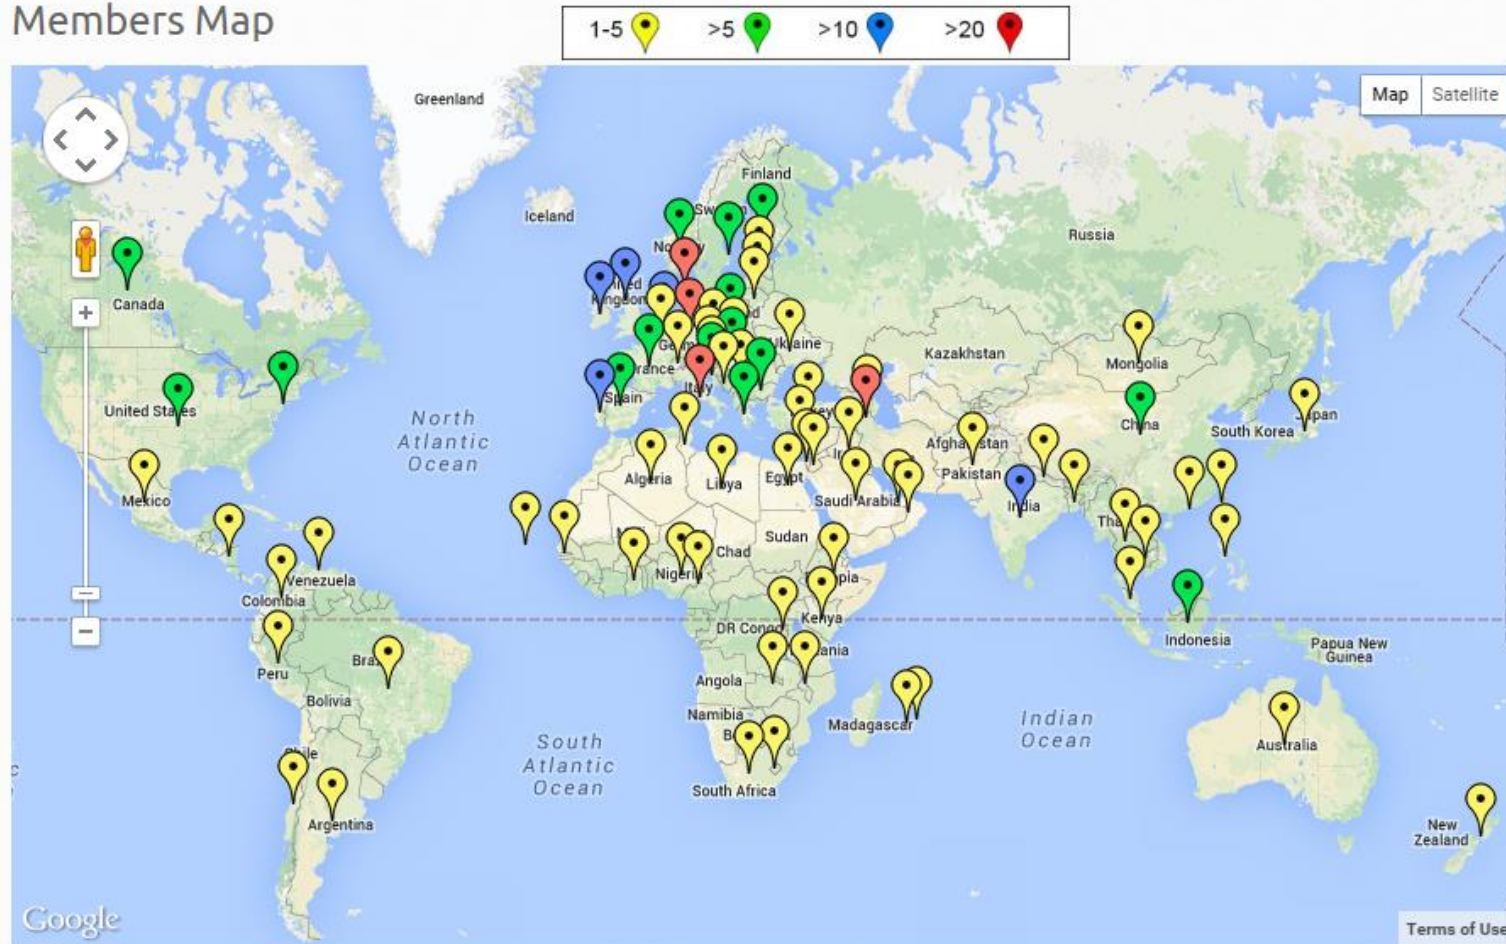 Members Map
1-5
>5
>10
>20
Map
Satellite
Greenland
Finland
Iceland
Russia
Canada
Kazakhstan
Mongolia
United States
Italy
Spain
North
Atlantic
Ocean
China
South Korea
Pakistan
Algeria
Libya
Egypt
Saudi Arabia
India
Mexico
Sudan
Chad
Venezuela
Colombia
Kenya
Indonesia
Papua New
Guinea
Peru
Angola
Bolivia
Namibia
Madagascar
Indian
Ocean
South
Atlantic
Ocean
Australia
South Africa
Argentina
New
Zealand
Google
Terms of Use